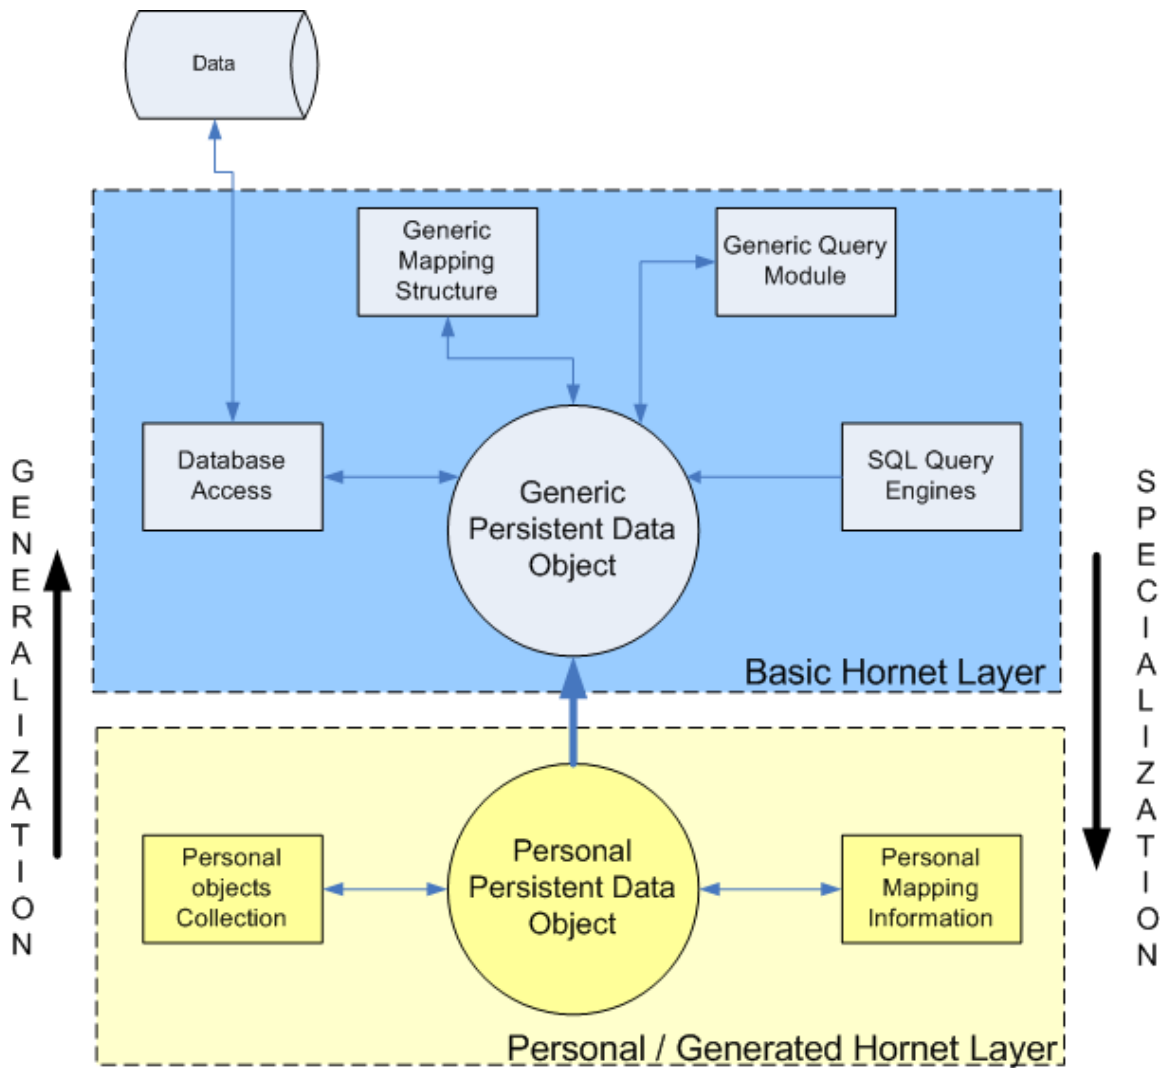 Data
Generic
Mapping
Structure
Generic Query
Module
Database
Access
Generic
Persistent Data
Object
SQL Query
Engines
Basic Hornet Layer
GENERALIZATION
SPECIALIZATION
Personal
objects
Collection
Personal
Persistent Data
Object
Personal
Mapping
Information
Personal / Generated Hornet Layer